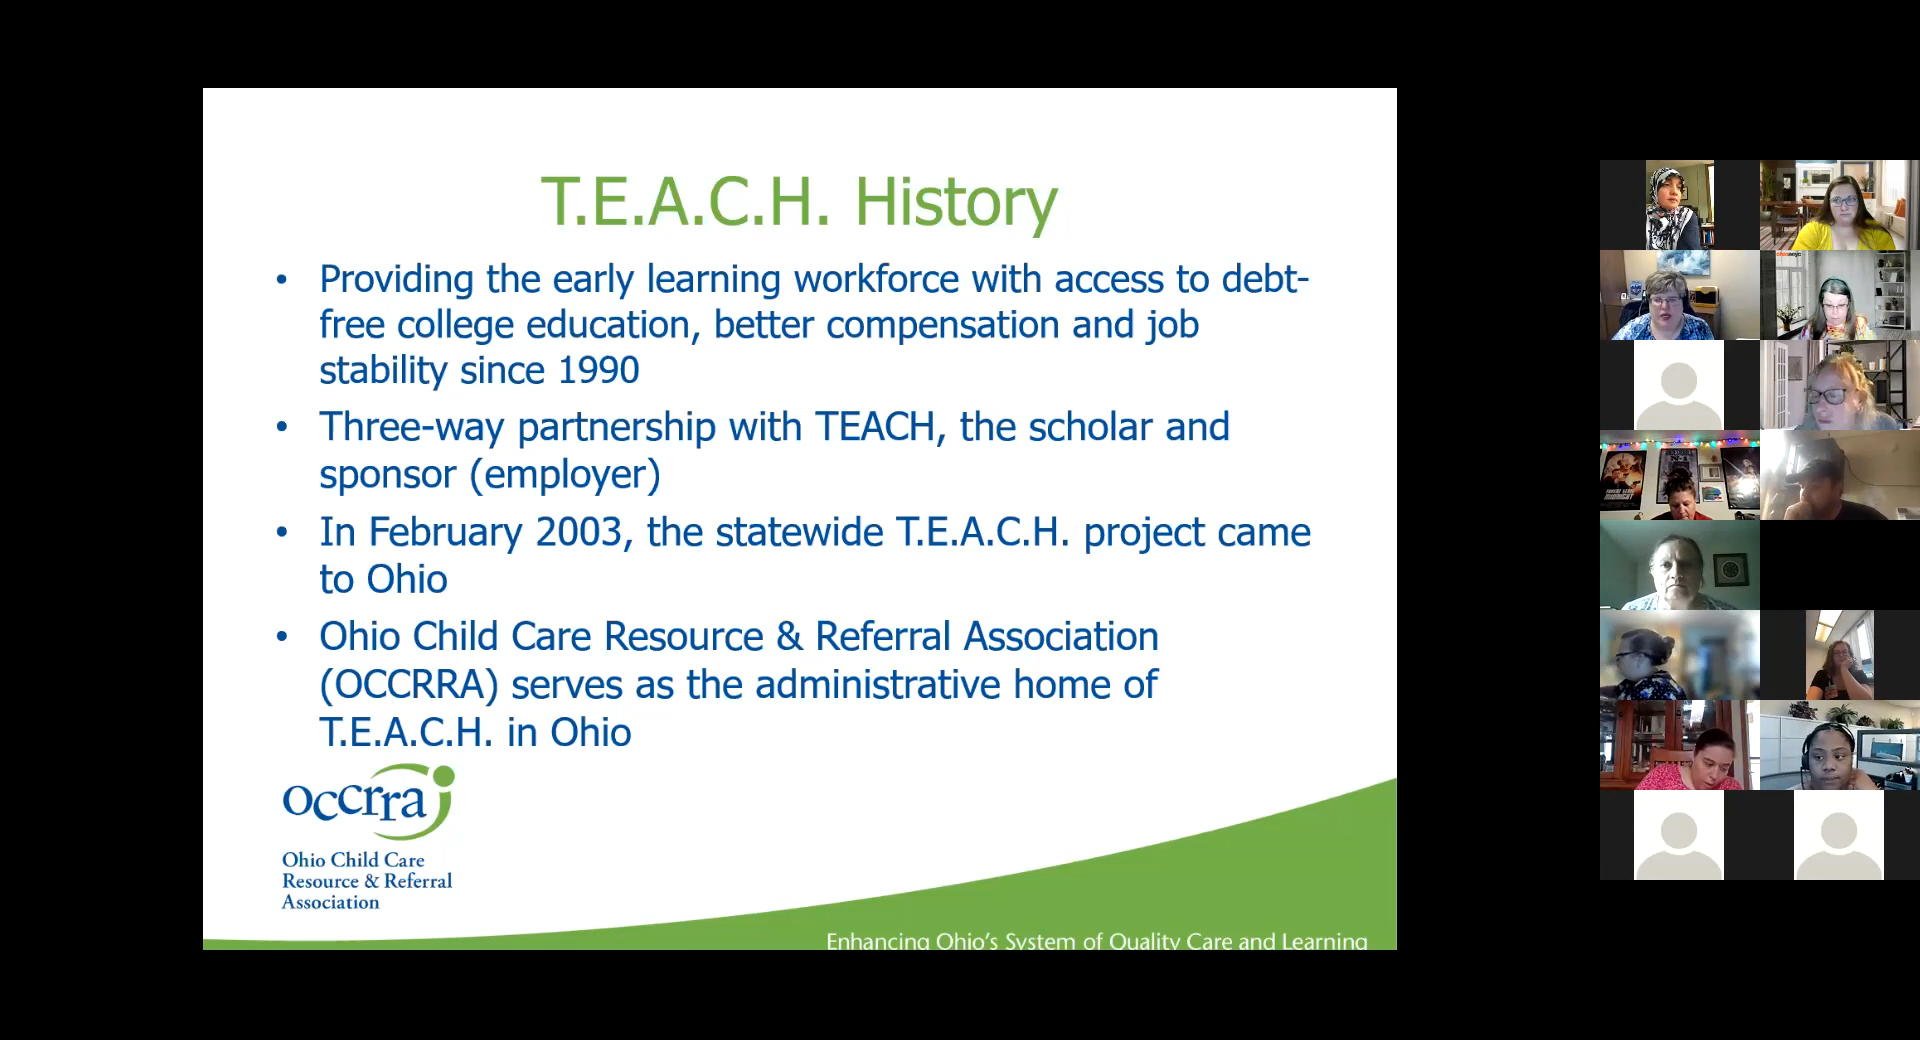 T.E.A.C.H. History
• Providing the early learning workforce with access to debt-
free college education, better compensation and job
stability since 1990
• Three-way partnership with TEACH, the scholar and
sponsor (employer)
• In February 2003, the statewide T.E.A.C.H. project came
to Ohio
• Ohio Child Care Resource & Referral Association
(OCCRRA) serves as the administrative home of
T.E.A.C.H. in Ohio
occrra
Ohio Child Care
Resource & Referral
Association
Enhancing Ohio's System of Quality Care and Learning